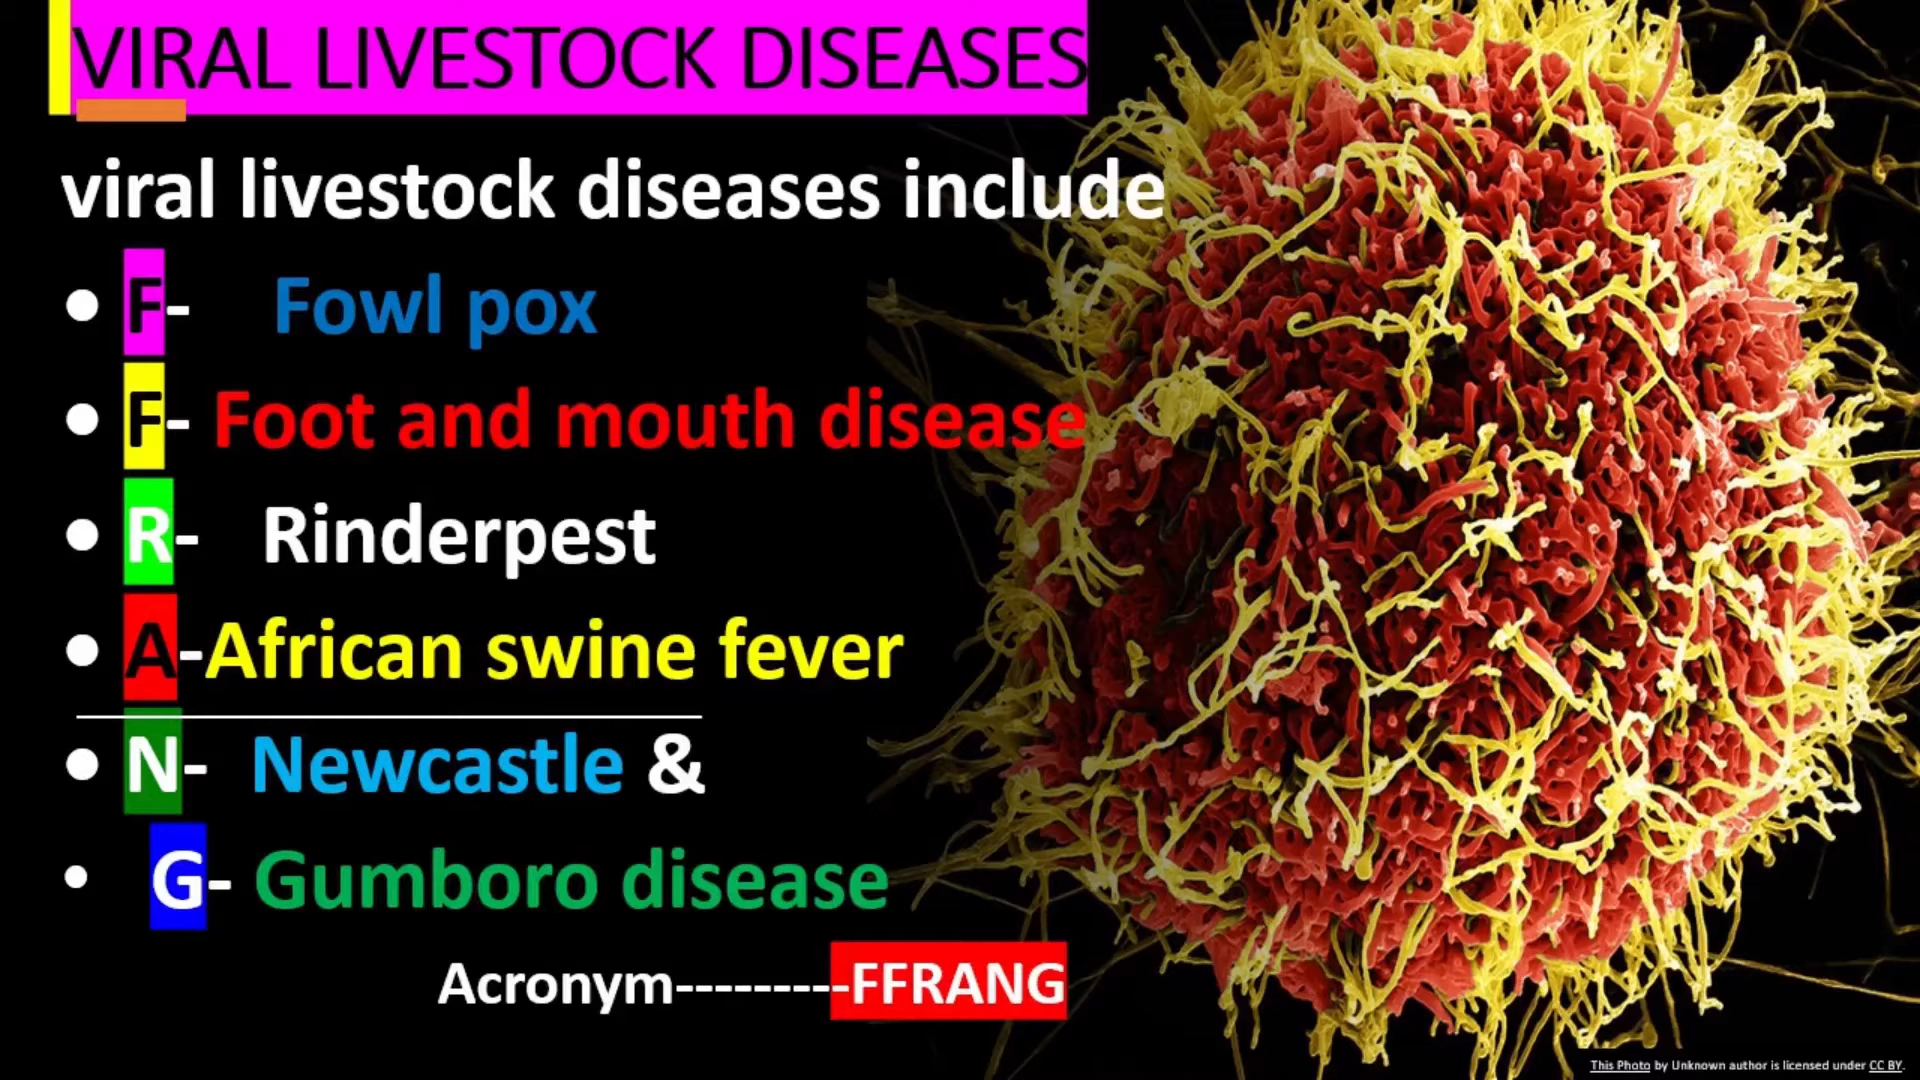 VIRAL LIVESTOCK DISEASES
viral livestock diseases include
• F- Fowl pox
• F- Foot and mouth disease
• R- Rinderpest
• A-African swine fever
• N- Newcastle &
• G- Gumboro disease
Acronym---------FFRANG
This Photo by Unknown author is licensed under CC BY.